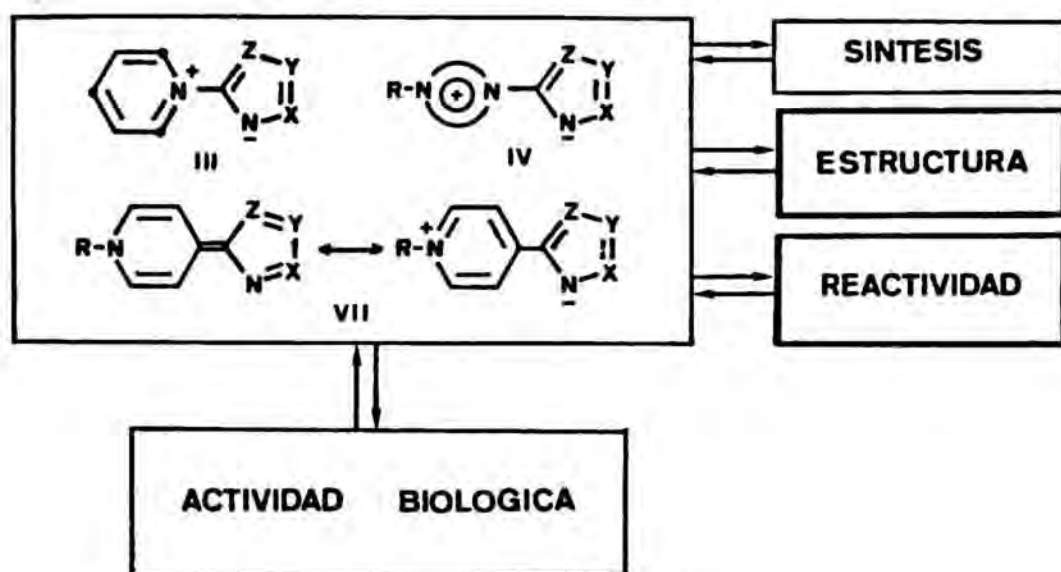 Z
Y
+
N
X
N
−
III
Z
Y
R-N
+
N
X
N
−
IV
Z
Y
R-N
X
N
Z
Y
+
R-N
X
N
−
VII
SINTESIS
ESTRUCTURA
REACTIVIDAD
ACTIVIDAD BIOLOGICA